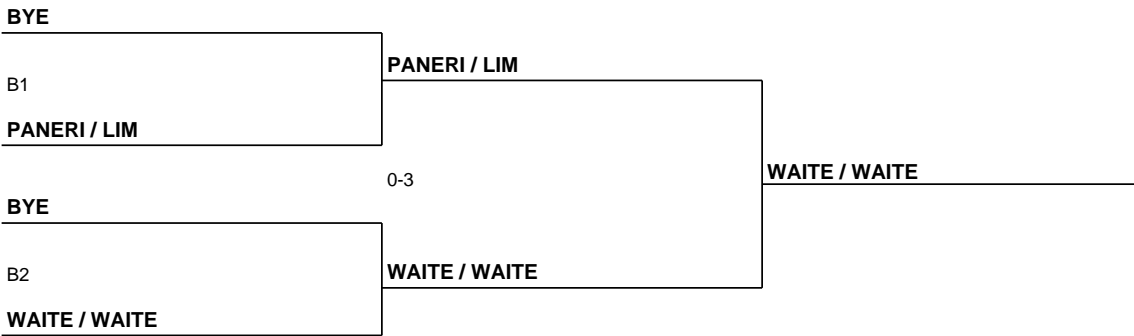 BYE
PANERI / LIM
B1
PANERI / LIM
0-3
WAITE / WAITE
BYE
WAITE / WAITE
B2
WAITE / WAITE